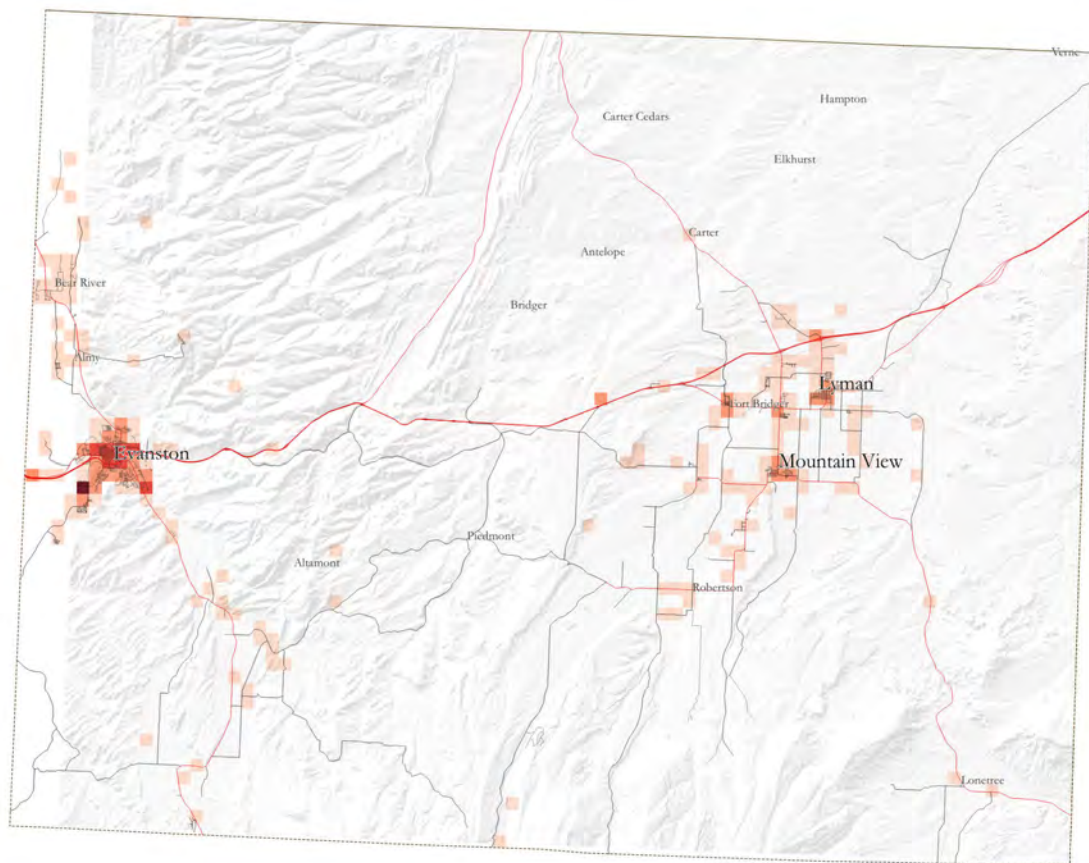 Verne
Hampton
Carter Cedars
Elkhurst
Carter
Antelope
Bear River
Bridger
Almy
Lyman
Fort Bridger
Evanston
Mountain View
Piedmont
Altamont
Robertson
Lonetree